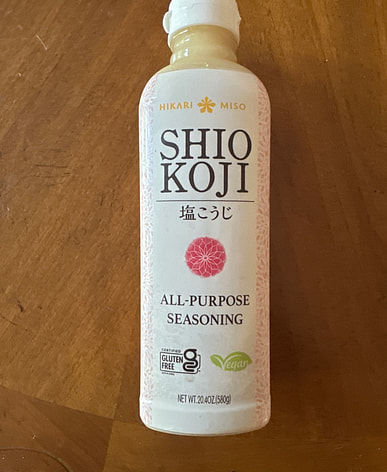 HIKARI MISO
SHIO
KOJI
塩こうじ
ALL-PURPOSE
SEASONING
CERTIFIED
GLUTEN
FREE
Vegan
NET WT. 20.4OZ.(580g)